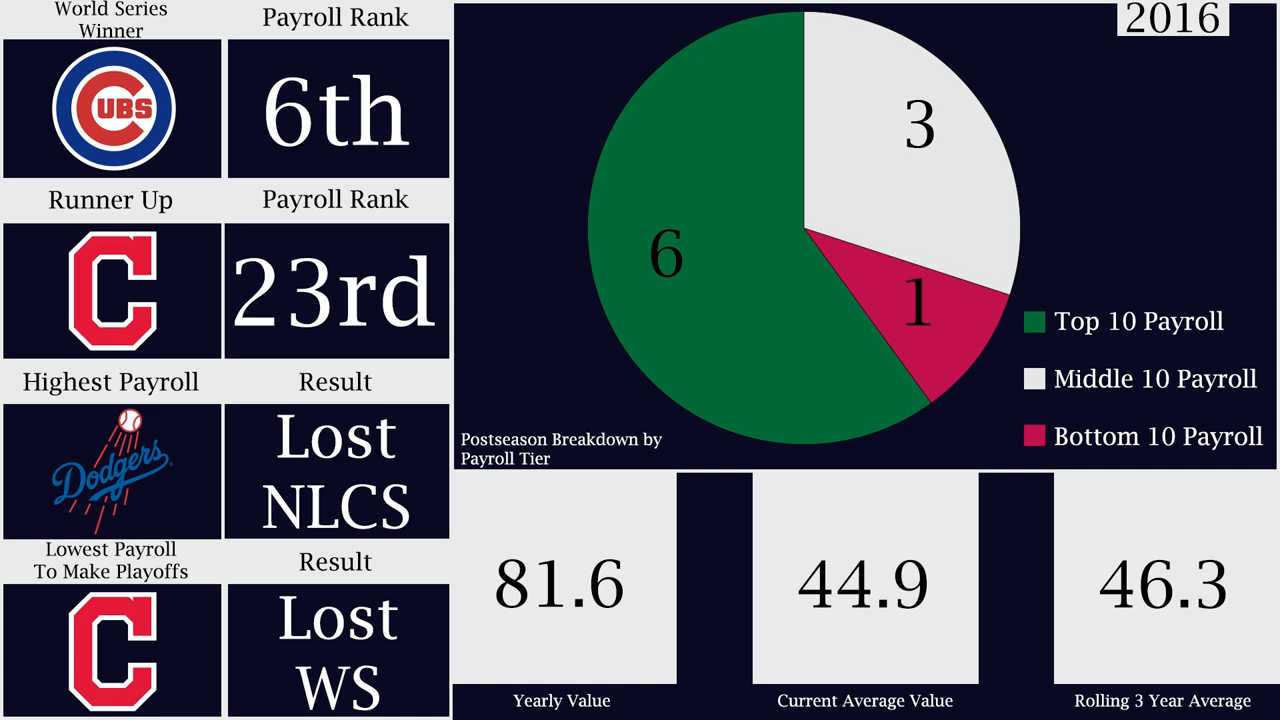 World Series
Winner
Payroll Rank
2016
UBS
6th
3
Runner Up
Payroll Rank
C
23rd
6
1
Top 10 Payroll
Middle 10 Payroll
Bottom 10 Payroll
Highest Payroll
Result
Dodgers
Lost
NLCS
Postseason Breakdown by
Payroll Tier
Lowest Payroll
To Make Playoffs
Result
C
Lost
WS
81.6
44.9
46.3
Yearly Value
Current Average Value
Rolling 3 Year Average